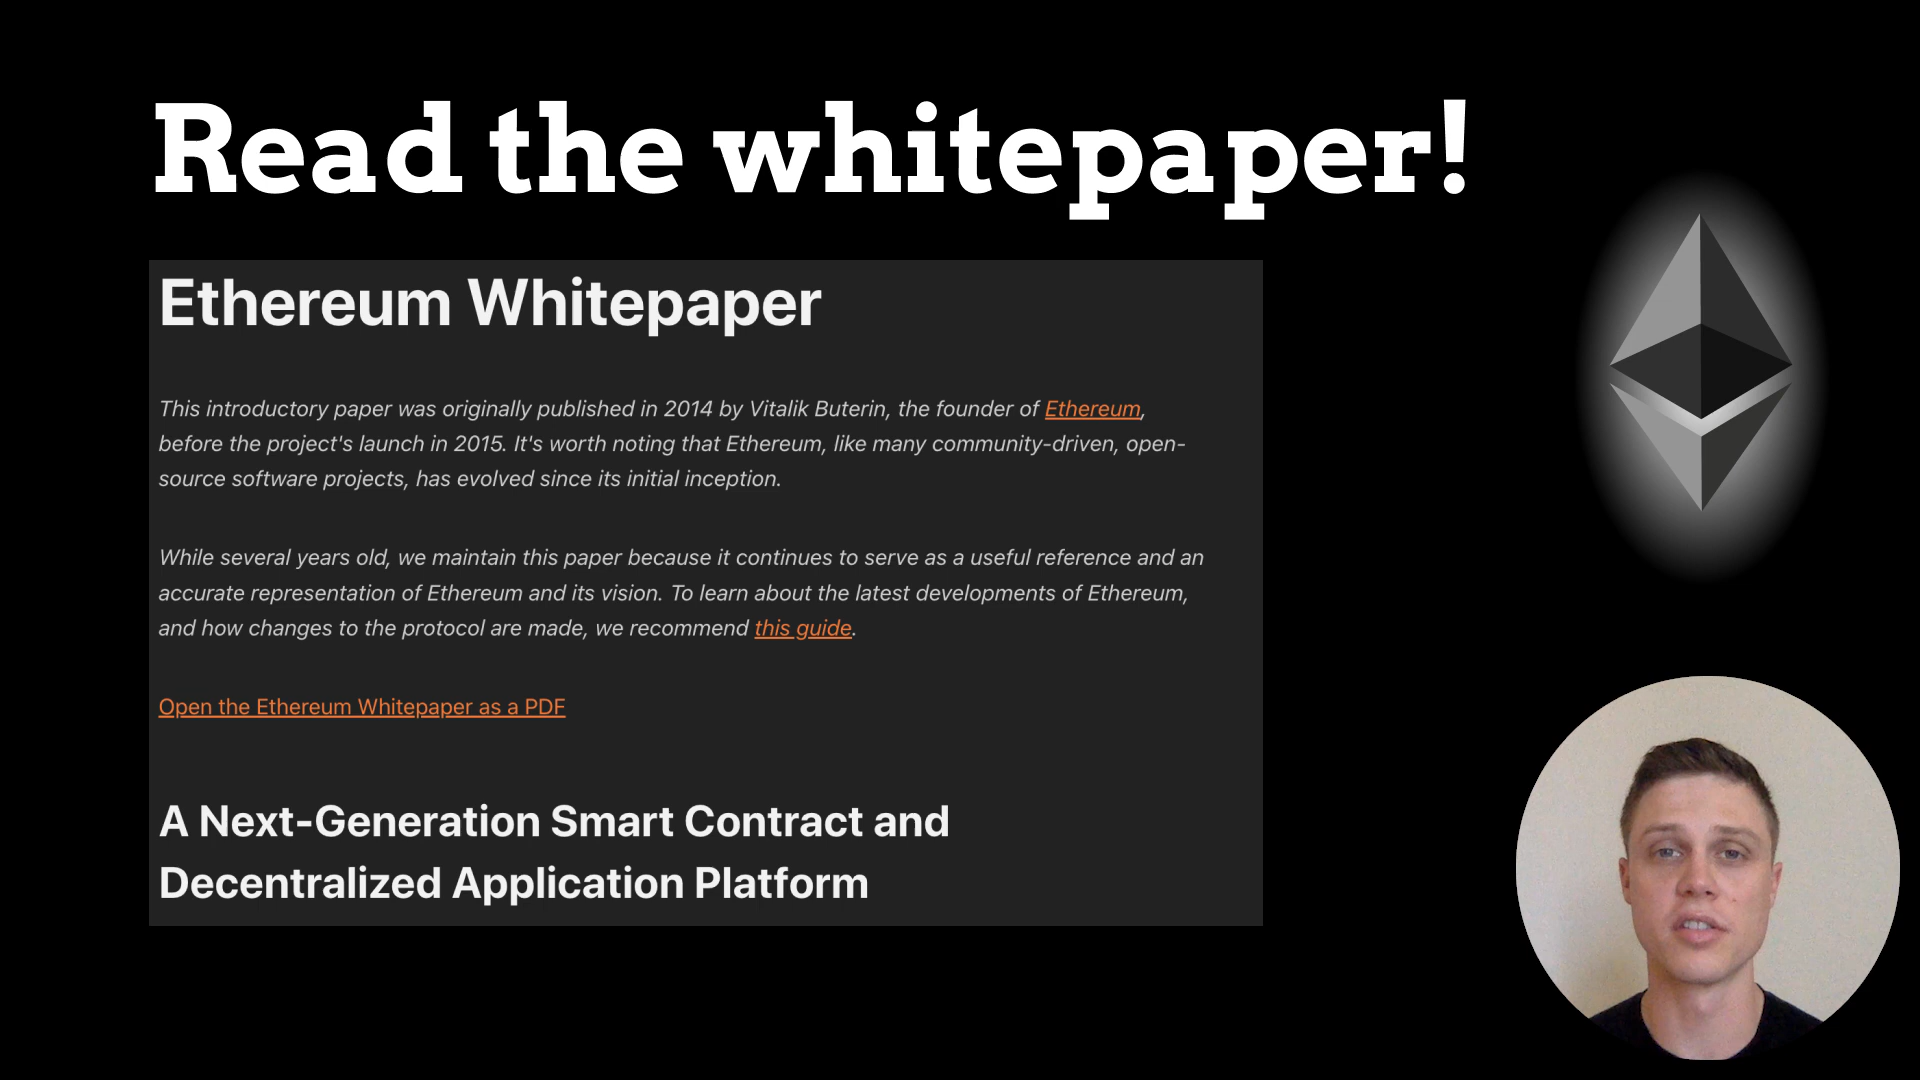 Read the whitepaper!
Ethereum Whitepaper
This introductory paper was originally published in 2014 by Vitalik Buterin, the founder of Ethereum,
before the project's launch in 2015. It's worth noting that Ethereum, like many community-driven, open-
source software projects, has evolved since its initial inception.
While several years old, we maintain this paper because it continues to serve as a useful reference and an
accurate representation of Ethereum and its vision. To learn about the latest developments of Ethereum,
and how changes to the protocol are made, we recommend this guide.
Open the Ethereum Whitepaper as a PDF
A Next-Generation Smart Contract and
Decentralized Application Platform